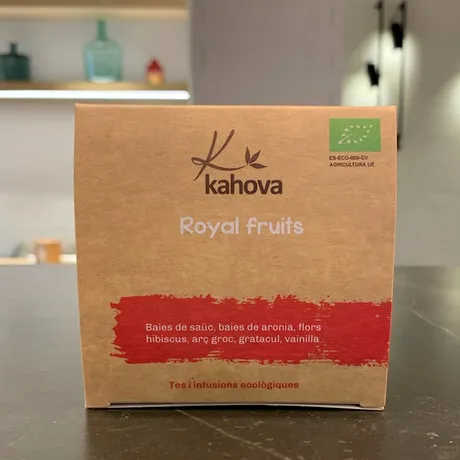 K
kahova
ES-ECO-020-CV
AGRICULTURA UE
Royal fruits
Baies de saüc, baies de aronia, flors
hibiscus, arç groc, gratacul, vainilla
Tes i infusions ecològiques